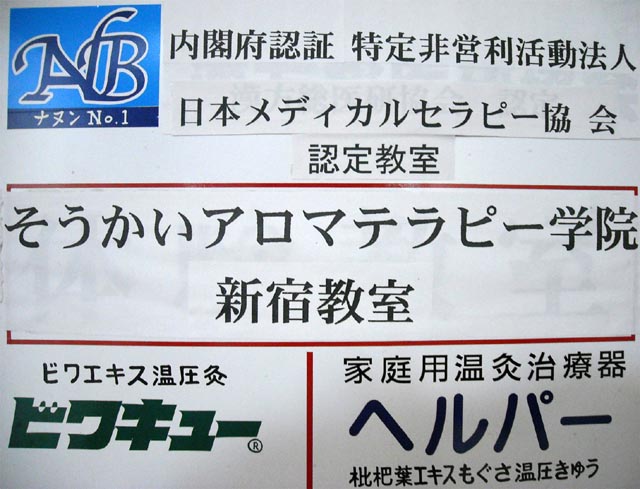 ANB
ナヌン No.1
内閣府認証 特定非営利活動法人
日本メディカルセラピー協会
認定教室
そうかいアロマテラピー学院
新宿教室
ビワエキス温圧灸
ビワキュー®
家庭用温灸治療器
ヘルパー
枇杷葉エキスもぐさ温圧きゅう